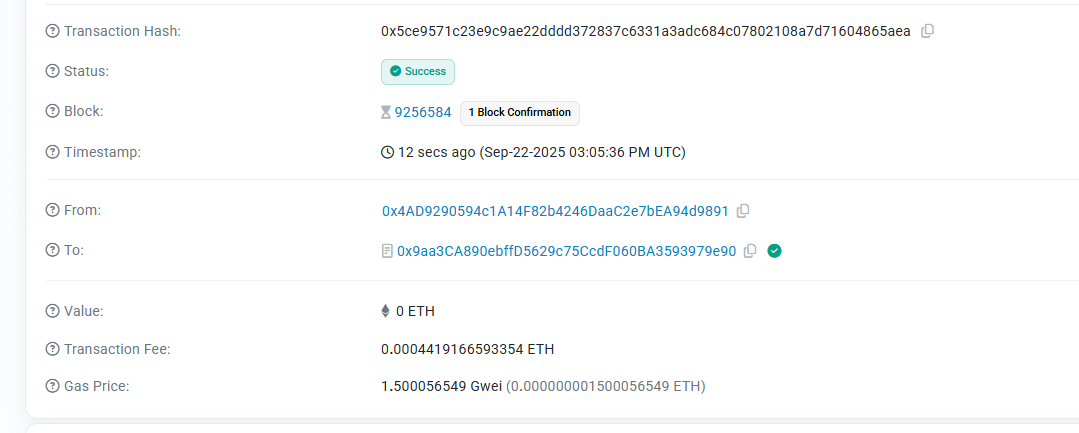 Transaction Hash: 0x5ce9571c23e9c9ae22dddd372837c6331a3adc684c07802108a7d71604865aea
Status: Success
Block: 9256584 1 Block Confirmation
Timestamp: 12 secs ago (Sep-22-2025 03:05:36 PM UTC)
From: 0x4AD9290594c1A14F82b4246DaaC2e7bEA94d9891
To: 0x9aa3CA890ebffD5629c75CcdF060BA3593979e90
Value: 0 ETH
Transaction Fee: 0.0004419166593354 ETH
Gas Price: 1.500056549 Gwei (0.000000001500056549 ETH)